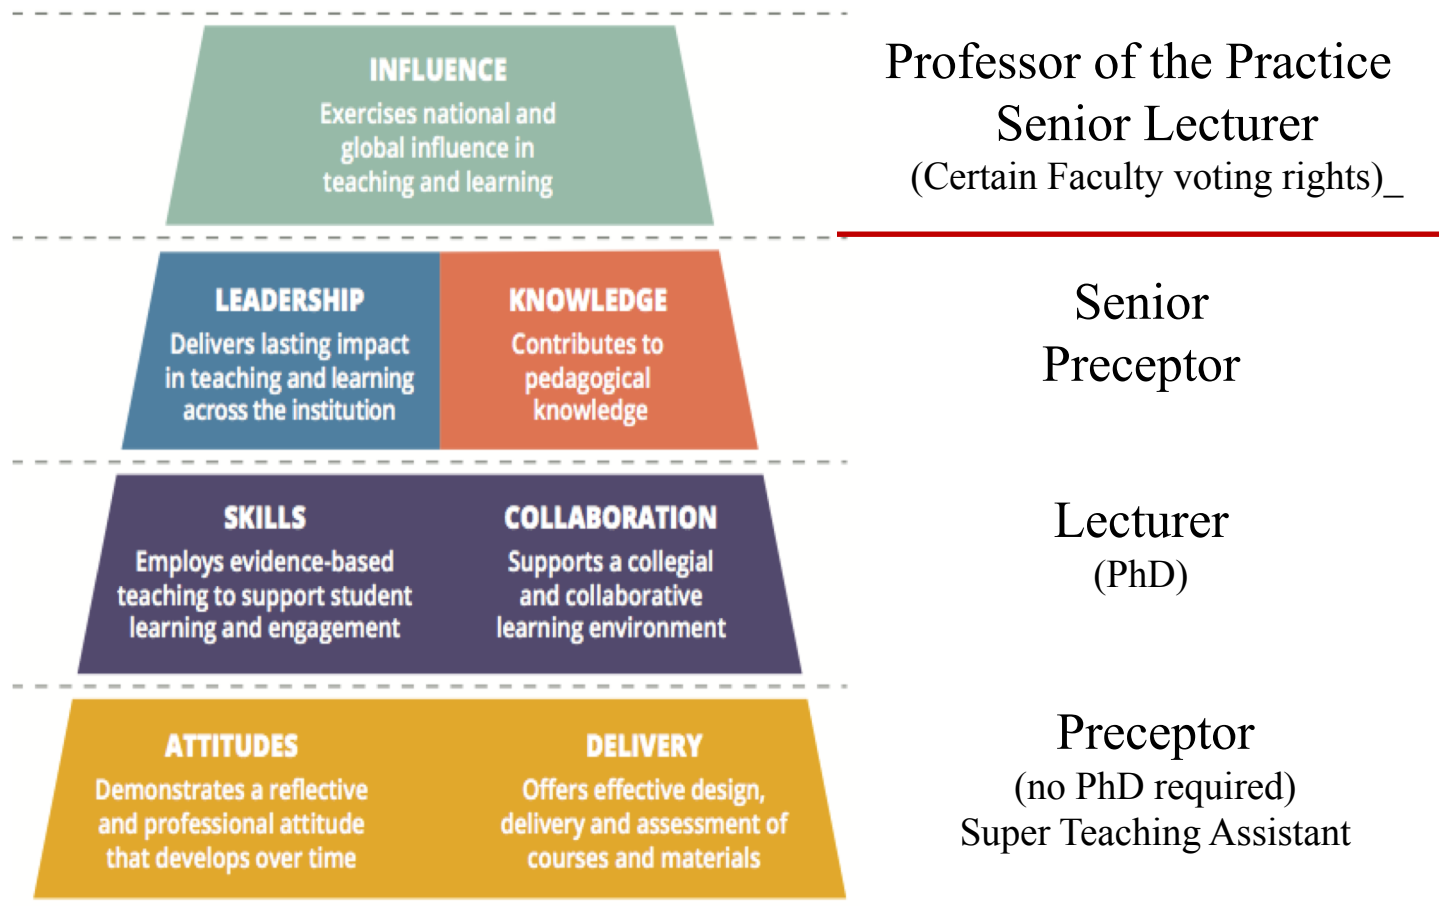 INFLUENCE
Exercises national and
global influence in
teaching and learning
Professor of the Practice
Senior Lecturer
(Certain Faculty voting rights)_
LEADERSHIP
Delivers lasting impact
in teaching and learning
across the institution
KNOWLEDGE
Contributes to
pedagogical
knowledge
Senior
Preceptor
SKILLS
Employs evidence-based
teaching to support student
learning and engagement
COLLABORATION
Supports a collegial
and collaborative
learning environment
Lecturer
(PhD)
ATTITUDES
Demonstrates a reflective
and professional attitude
that develops over time
DELIVERY
Offers effective design,
delivery and assessment of
courses and materials
Preceptor
(no PhD required)
Super Teaching Assistant